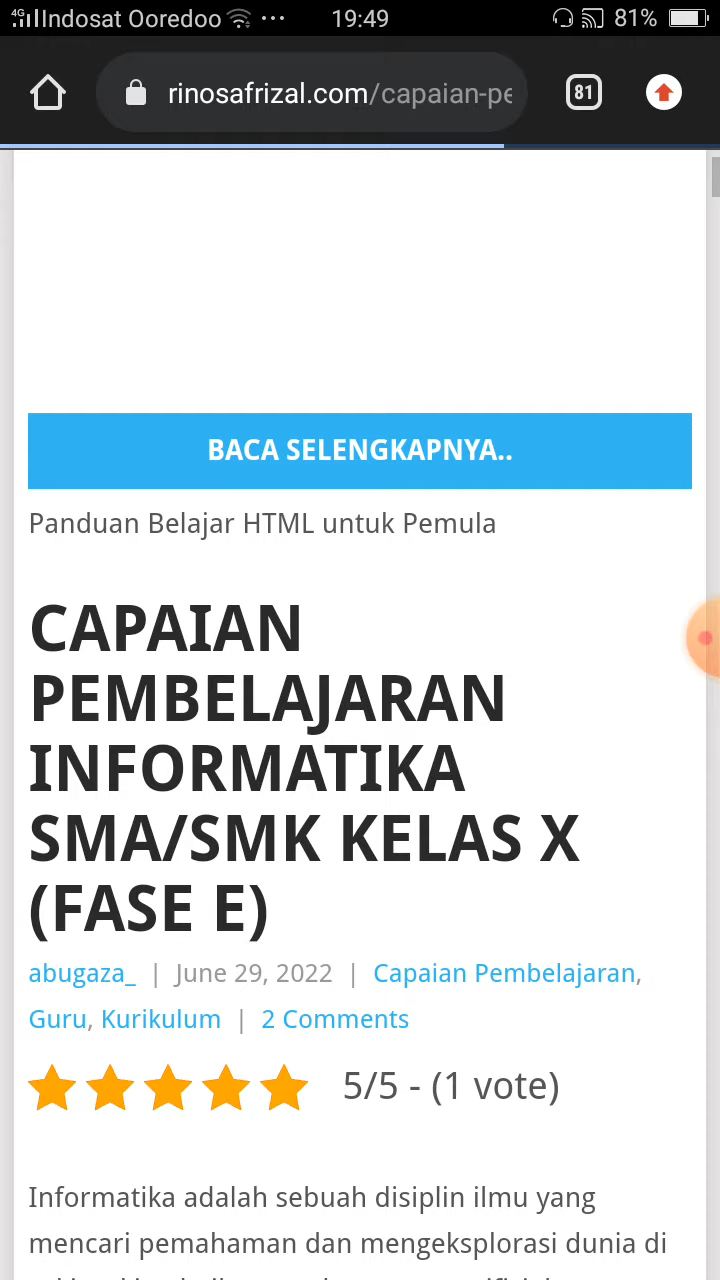 4G Indosat Ooredoo ··· 19:49 81%
rinosafrizal.com/capaian-pe
81
BACA SELENGKAPNYA..
Panduan Belajar HTML untuk Pemula
CAPAIAN
PEMBELAJARAN
INFORMATIKA
SMA/SMK KELAS X
(FASE E)
abugaza_ | June 29, 2022 | Capaian Pembelajaran,
Guru, Kurikulum | 2 Comments
5/5 - (1 vote)
Informatika adalah sebuah disiplin ilmu yang
mencari pemahaman dan mengeksplorasi dunia di